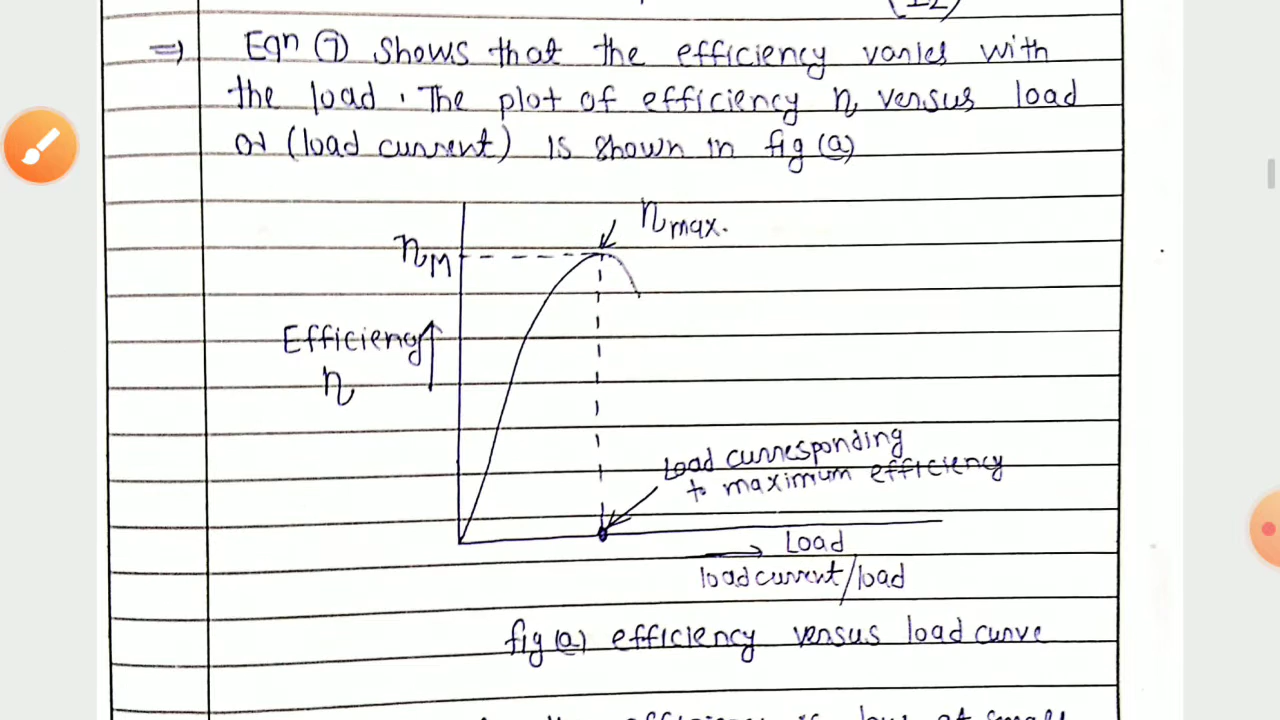 ⇒ Eqn ⑦ shows that the efficiency varies with
the load. The plot of efficiency η versus load
or (load current) is shown in fig (a)
ηmax.
ηM
Efficiency
η
Load curresponding
to maximum efficiency
Load
load current/load
fig (a) efficiency versus load curve